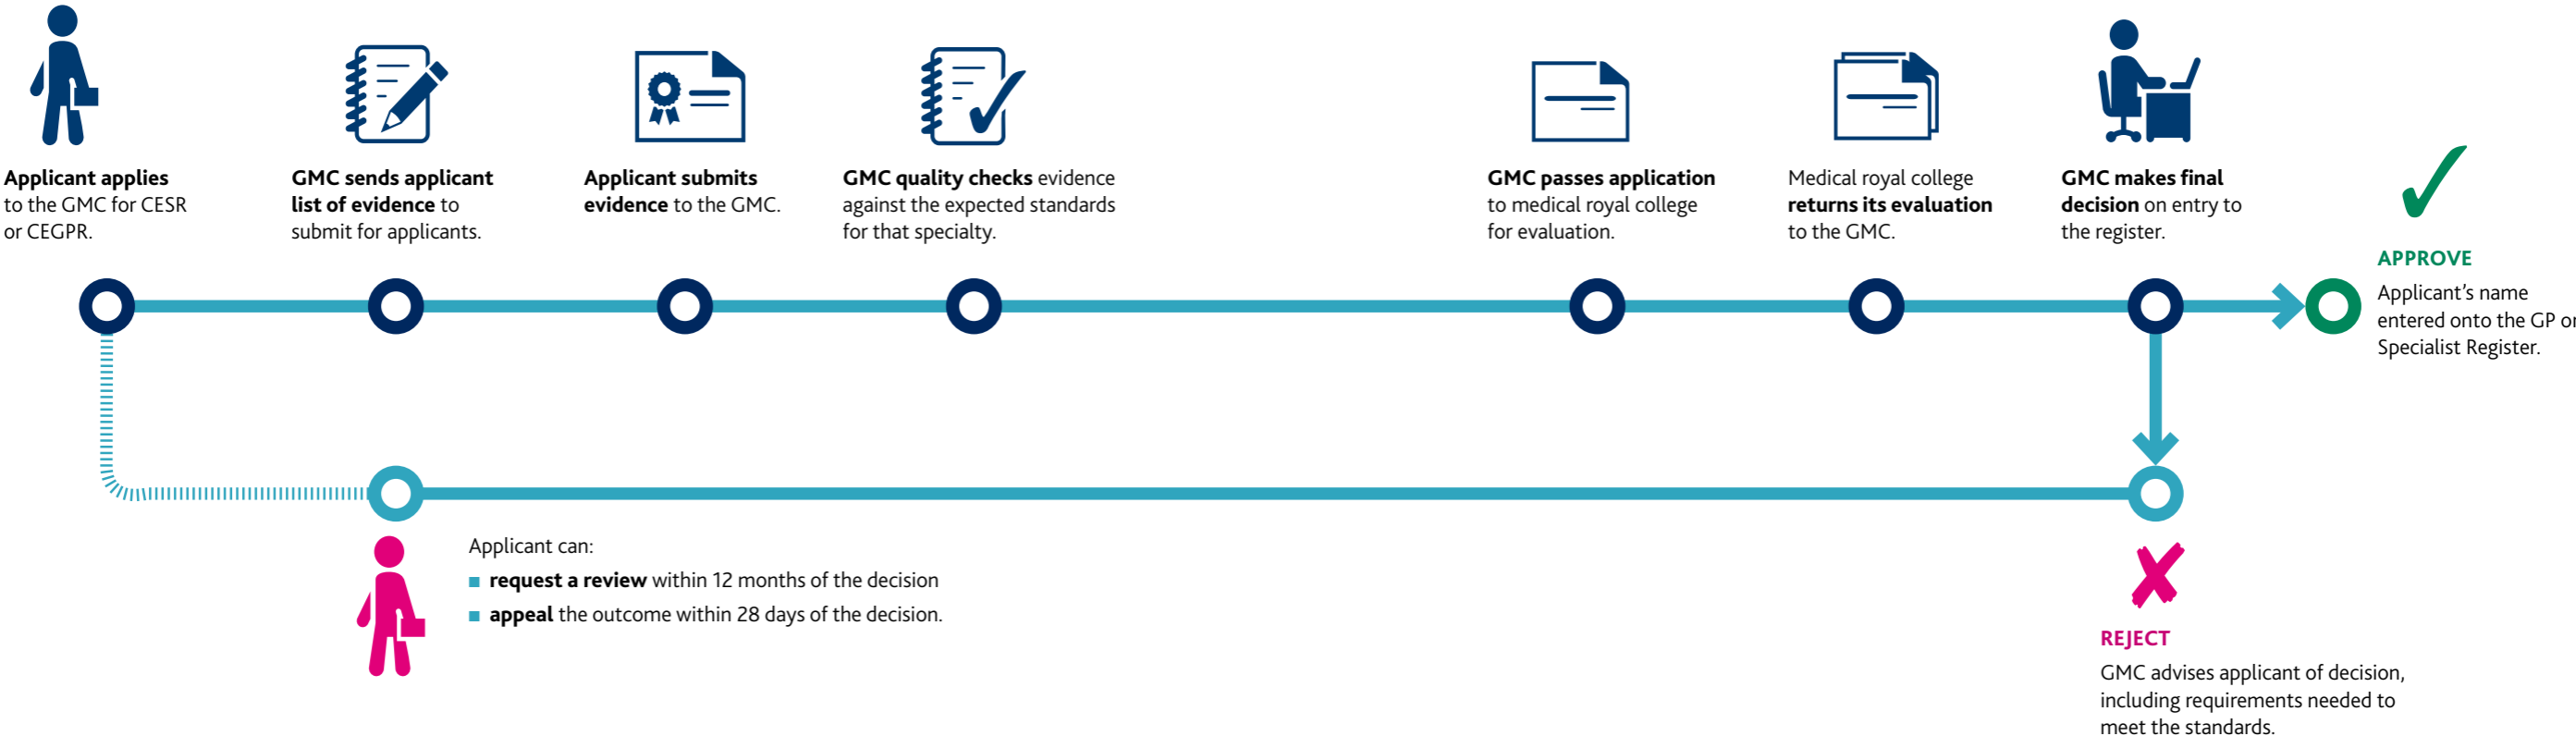 Applicant applies
to the GMC for CESR
or CEGPR.
GMC sends applicant
list of evidence to
submit for applicants.
Applicant submits
evidence to the GMC.
GMC quality checks evidence
against the expected standards
for that specialty.
GMC passes application
to medical royal college
for evaluation.
Medical royal college
returns its evaluation
to the GMC.
GMC makes final
decision on entry to
the register.
APPROVE
Applicant’s name
entered onto the GP or
Specialist Register.
Applicant can:
request a review within 12 months of the decision
appeal the outcome within 28 days of the decision.
REJECT
GMC advises applicant of decision,
including requirements needed to
meet the standards.